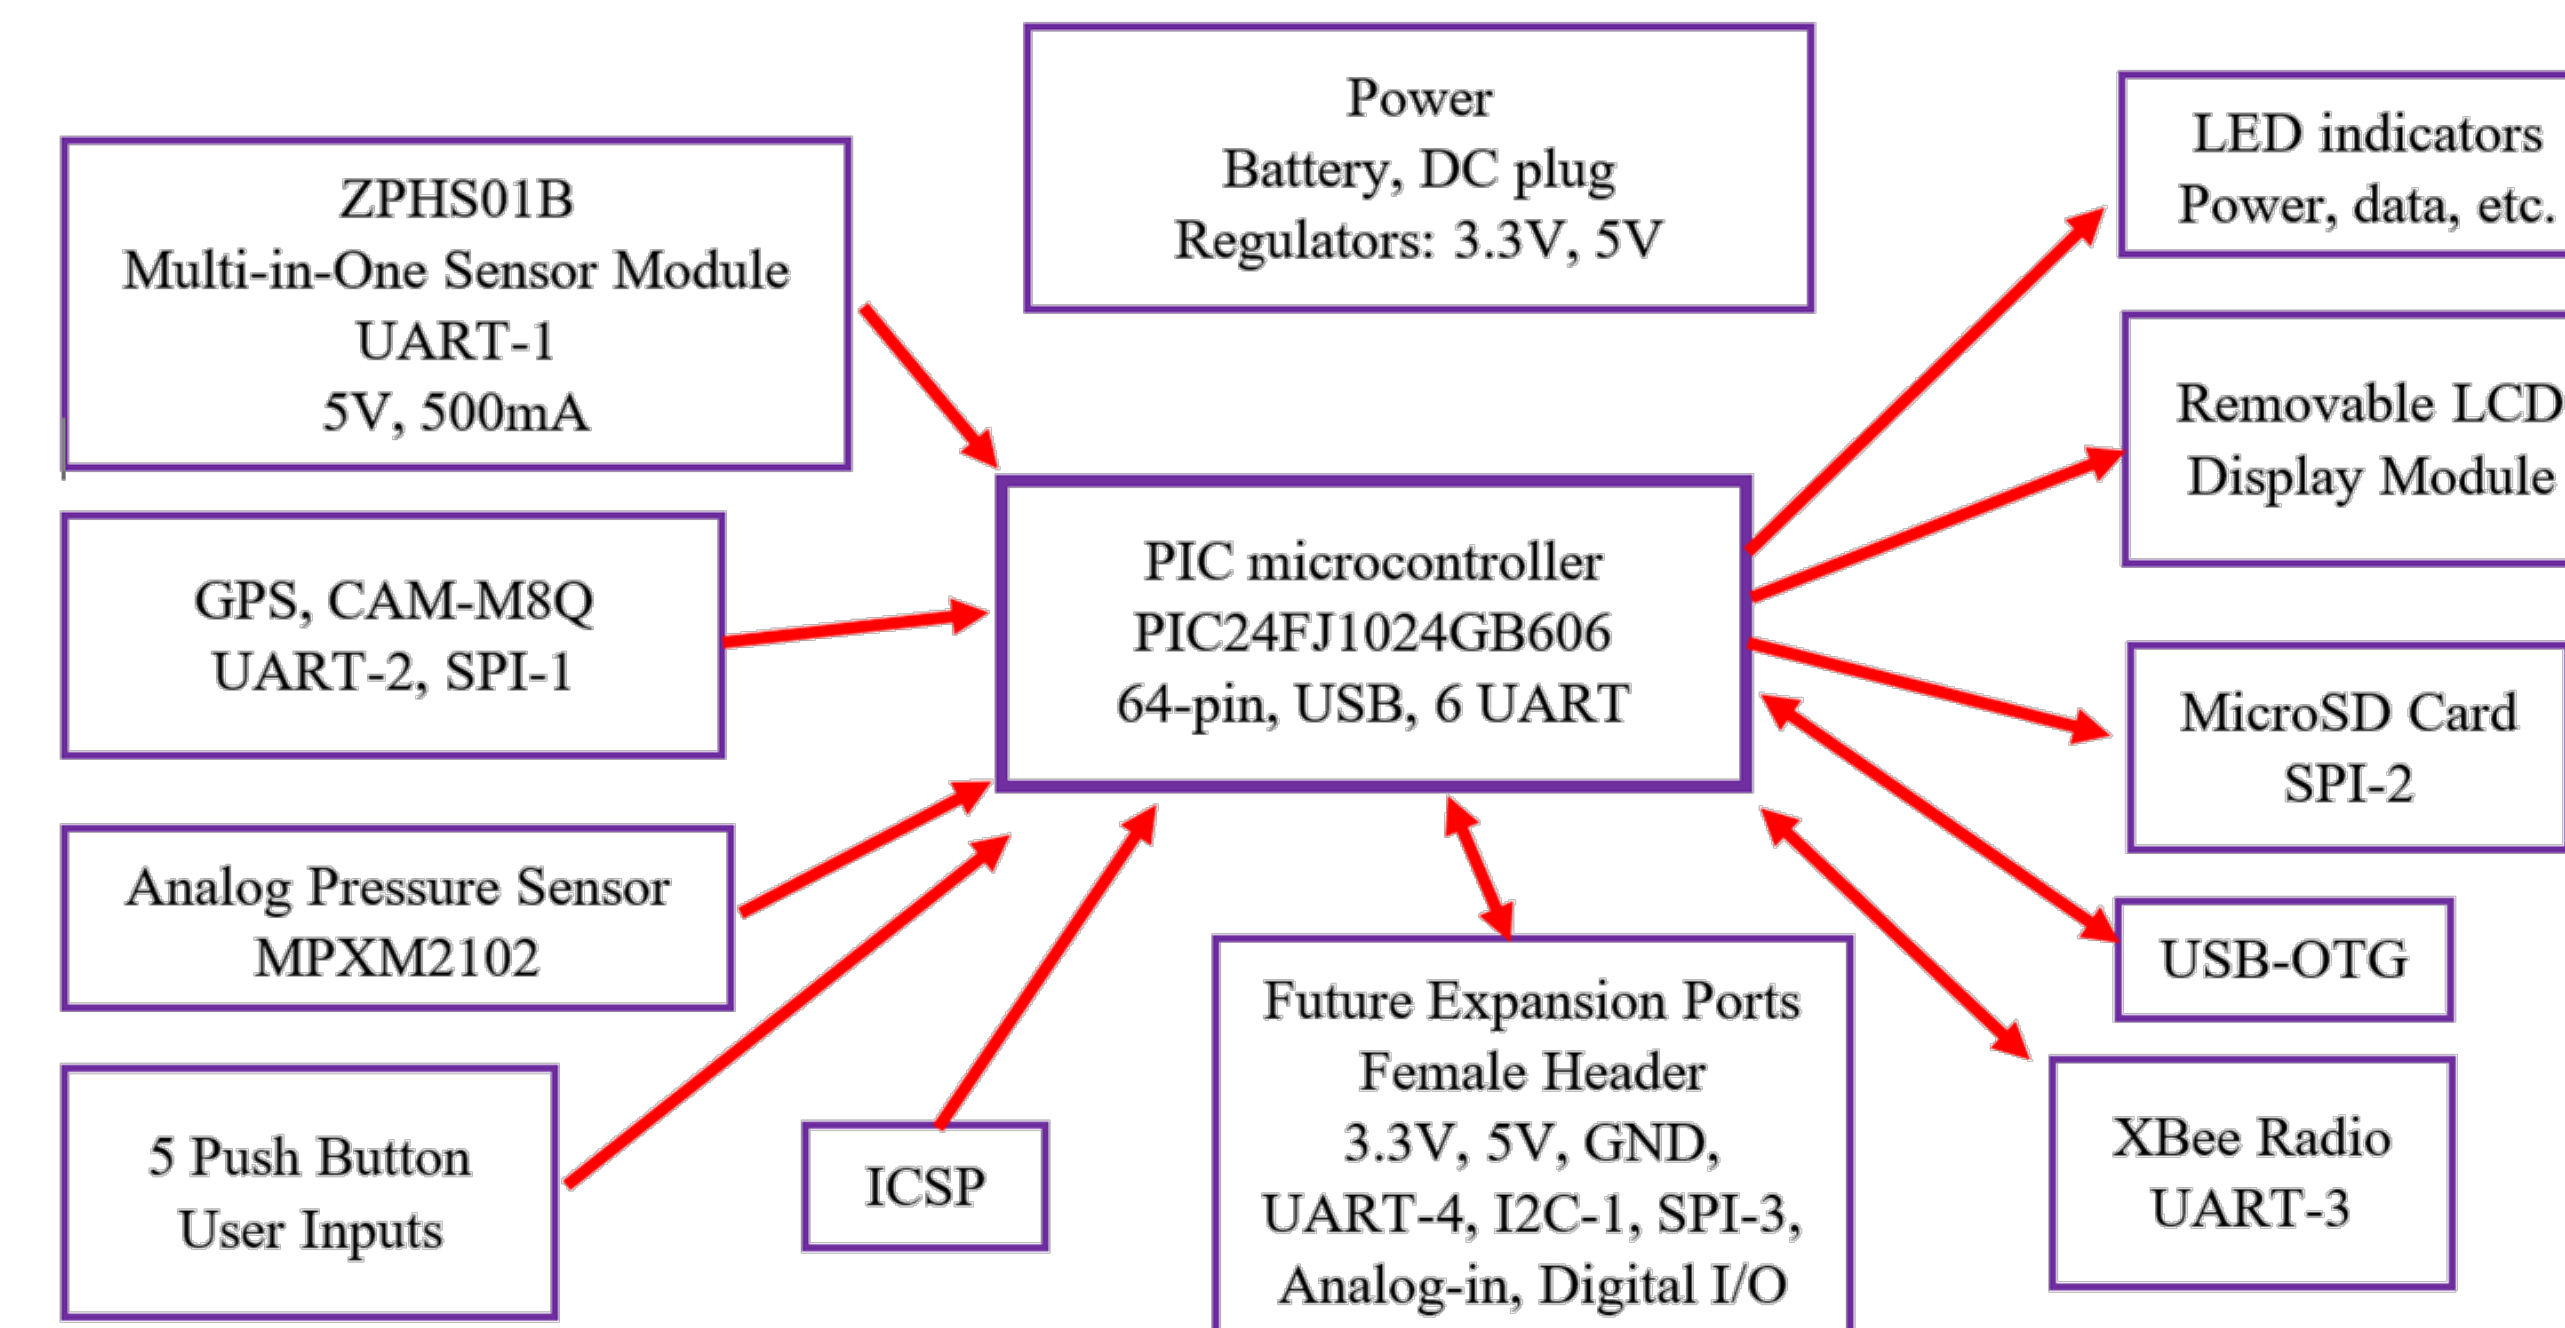 Power
Battery, DC plug
Regulators: 3.3V, 5V
ZPHS01B
Multi-in-One Sensor Module
UART-1
5V, 500mA
LED indicators
Power, data, etc.
Removable LCD
Display Module
GPS, CAM-M8Q
UART-2, SPI-1
PIC microcontroller
PIC24FJ1024GB606
64-pin, USB, 6 UART
MicroSD Card
SPI-2
Analog Pressure Sensor
MPXM2102
USB-OTG
5 Push Button
User Inputs
ICSP
Future Expansion Ports
Female Header
3.3V, 5V, GND,
UART-4, I2C-1, SPI-3,
Analog-in, Digital I/O
XBee Radio
UART-3